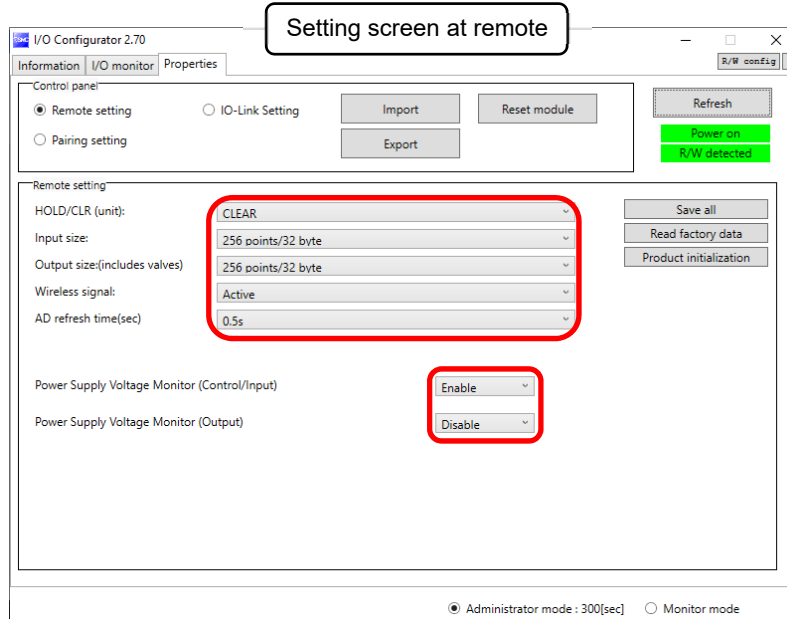 Setting screen at remote
SMC I/O Configurator 2.70
Information I/O monitor Properties R/W config
Control panel
Remote setting IO-Link Setting Import Reset module Refresh
Pairing setting Export Power on
R/W detected
Remote setting
HOLD/CLR (unit): CLEAR Save all
Input size: 256 points/32 byte Read factory data
Output size:(includes valves) 256 points/32 byte Product initialization
Wireless signal: Active
AD refresh time(sec) 0.5s
Power Supply Voltage Monitor (Control/Input) Enable
Power Supply Voltage Monitor (Output) Disable
Administrator mode : 300[sec] Monitor mode